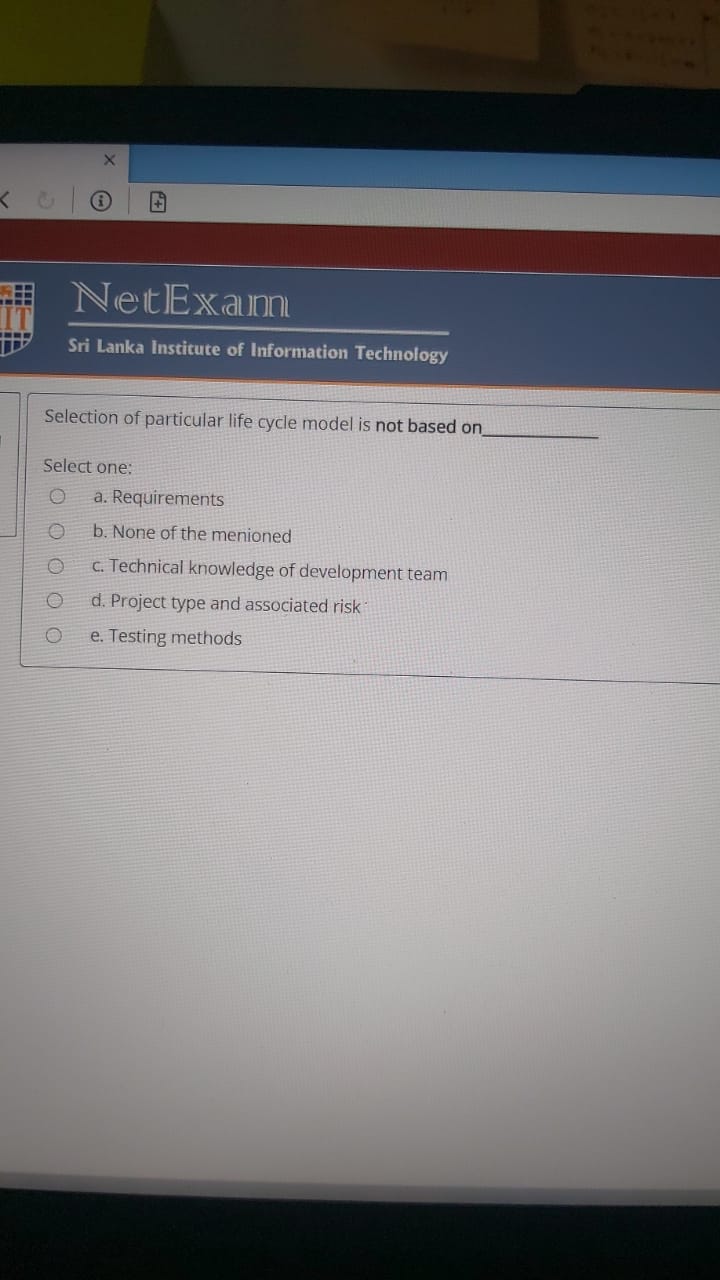 NetExam
Sri Lanka Institute of Information Technology
Selection of particular life cycle model is not based on____________
Select one:
a. Requirements
b. None of the menioned
c. Technical knowledge of development team
d. Project type and associated risk
e. Testing methods